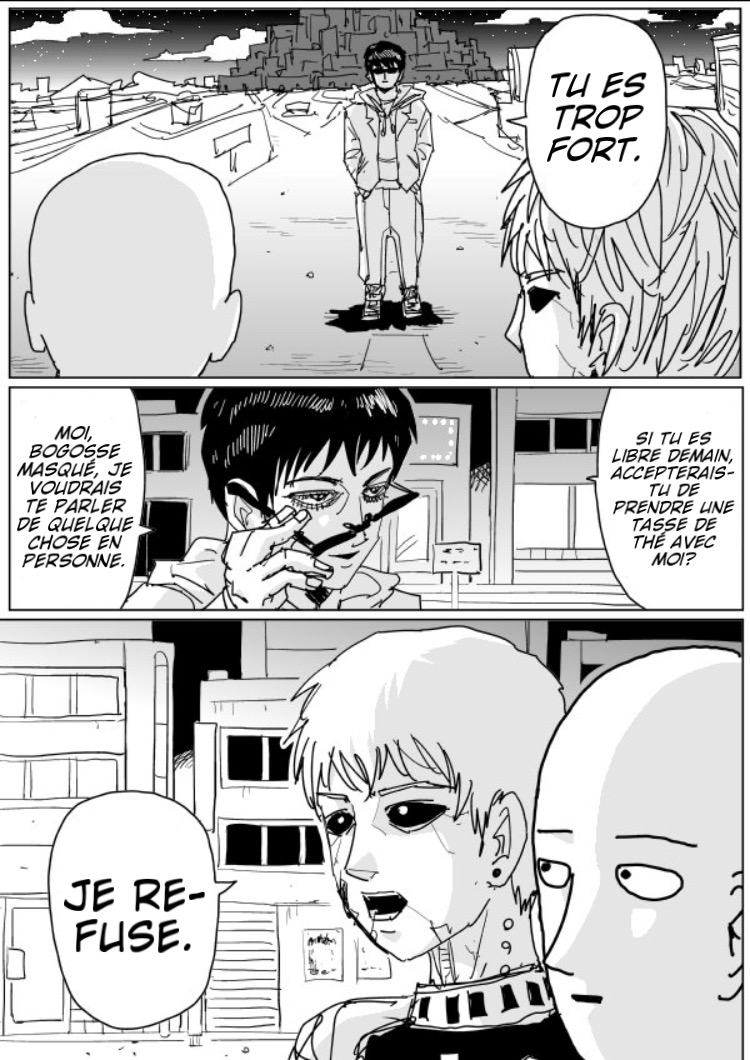 TU ES
TROP
FORT.
SI TU ES
LIBRE DEMAIN,
ACCEPTERAIS-
TU DE
PRENDRE UNE
TASSE DE
THÉ AVEC
MOI?
MOI,
BOGOSSE
MASQUÉ, JE
VOUDRAIS
TE PARLER
DE QUELQUE
CHOSE EN
PERSONNE.
JE RE-
FUSE.